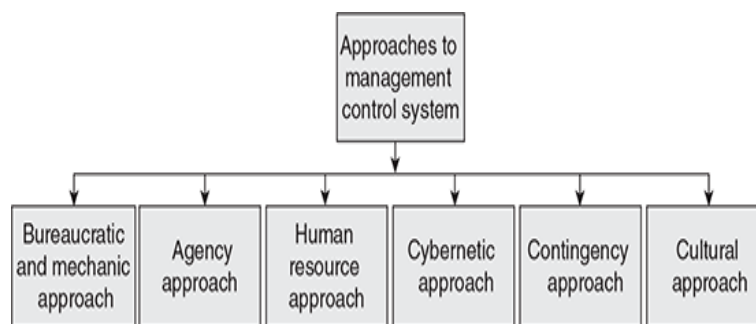 Approaches to
management
control system
Bureaucratic
and mechanic
approach
Agency
approach
Human
resource
approach
Cybernetic
approach
Contingency
approach
Cultural
approach